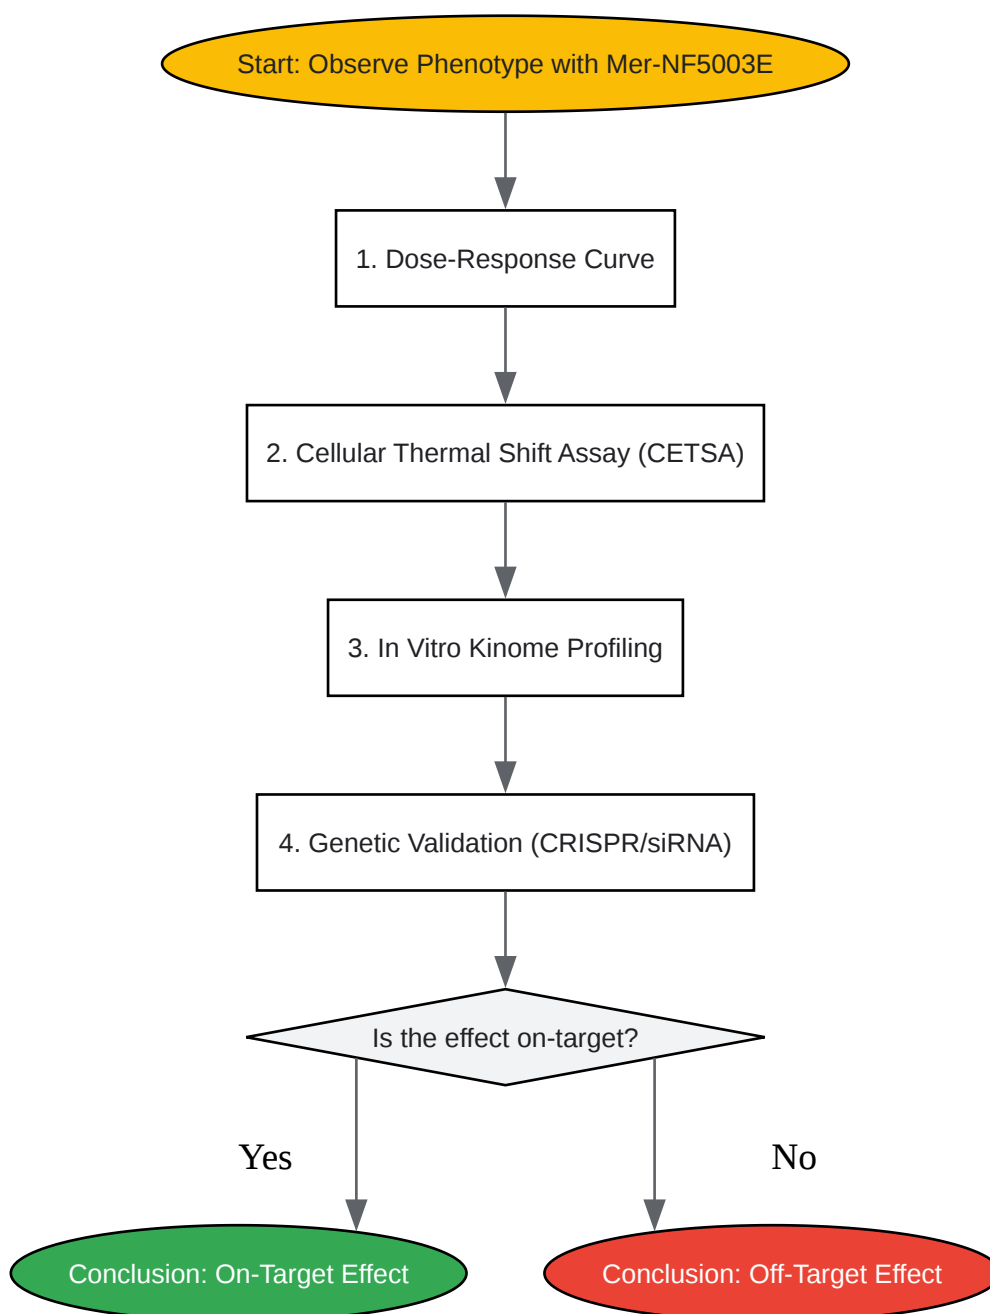 Start: Observe Phenotype with Mer-NF5003E
1. Dose-Response Curve
2. Cellular Thermal Shift Assay (CETSA)
3. In Vitro Kinome Profiling
4. Genetic Validation (CRISPR/siRNA)
Is the effect on-target?
Yes
No
Conclusion: On-Target Effect
Conclusion: Off-Target Effect